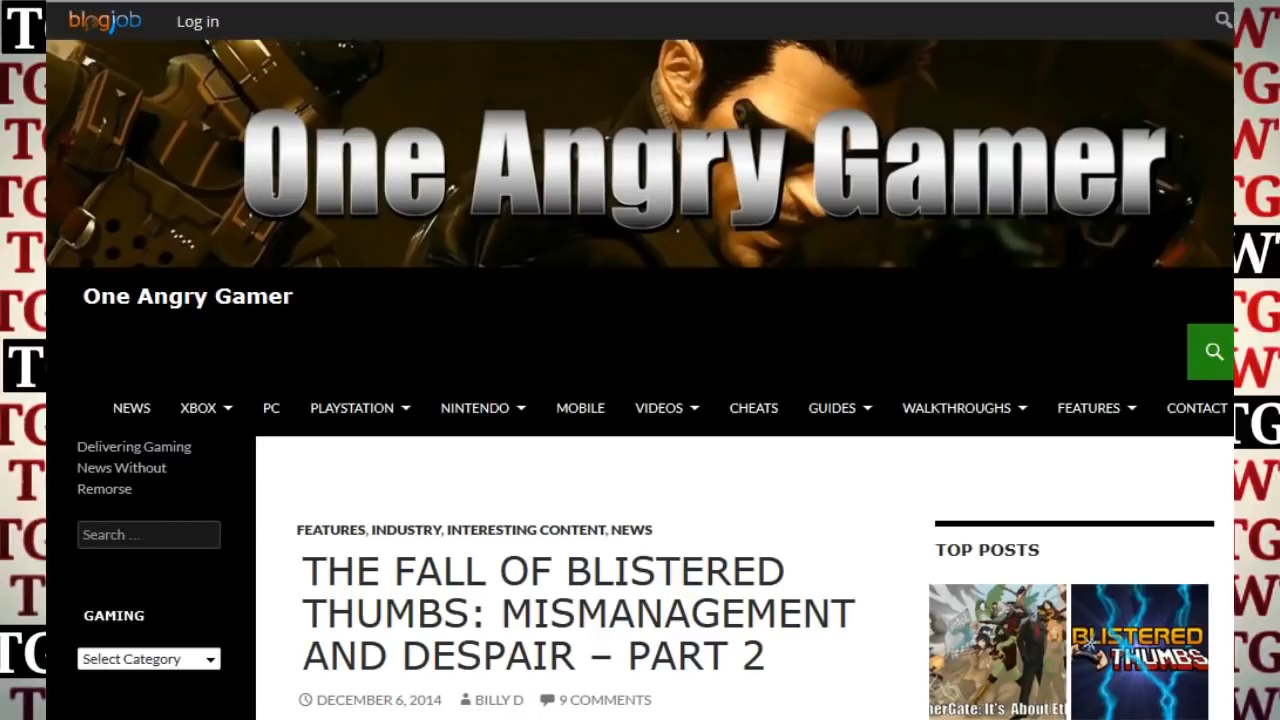 blogjob Log in
One Angry Gamer
One Angry Gamer
NEWS XBOX PC PLAYSTATION NINTENDO MOBILE VIDEOS CHEATS GUIDES WALKTHROUGHS FEATURES CONTACT
Delivering Gaming
News Without
Remorse
Search ...
GAMING
Select Category
FEATURES, INDUSTRY, INTERESTING CONTENT, NEWS
THE FALL OF BLISTERED
THUMBS: MISMANAGEMENT
AND DESPAIR – PART 2
DECEMBER 6, 2014 BILLY D 9 COMMENTS
TOP POSTS
BLISTERED
THUMBS